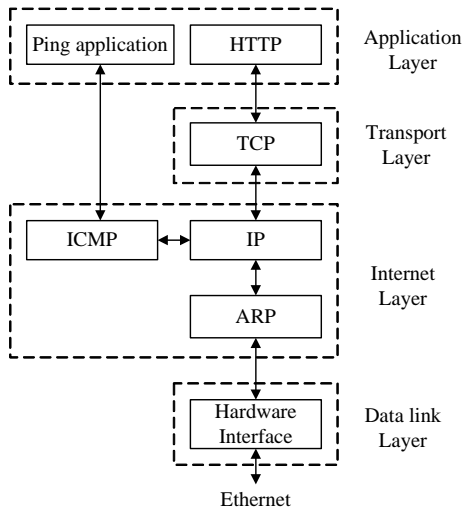 Ping application
HTTP
Application
Layer
TCP
Transport
Layer
ICMP
IP
Internet
Layer
ARP
Hardware
Interface
Data link
Layer
Ethernet